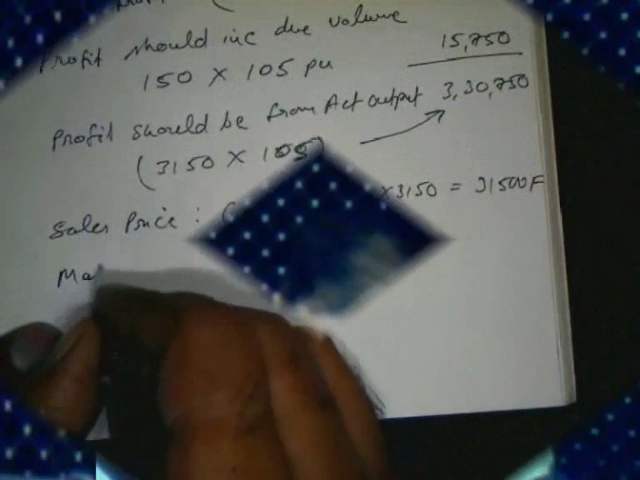 Profit should inc due volume
150 X 105 pu 15,750
Profit should be from Act output 3,30,750
(3150 X 105)
Sales Price : ( x3150 = 31500F
Ma